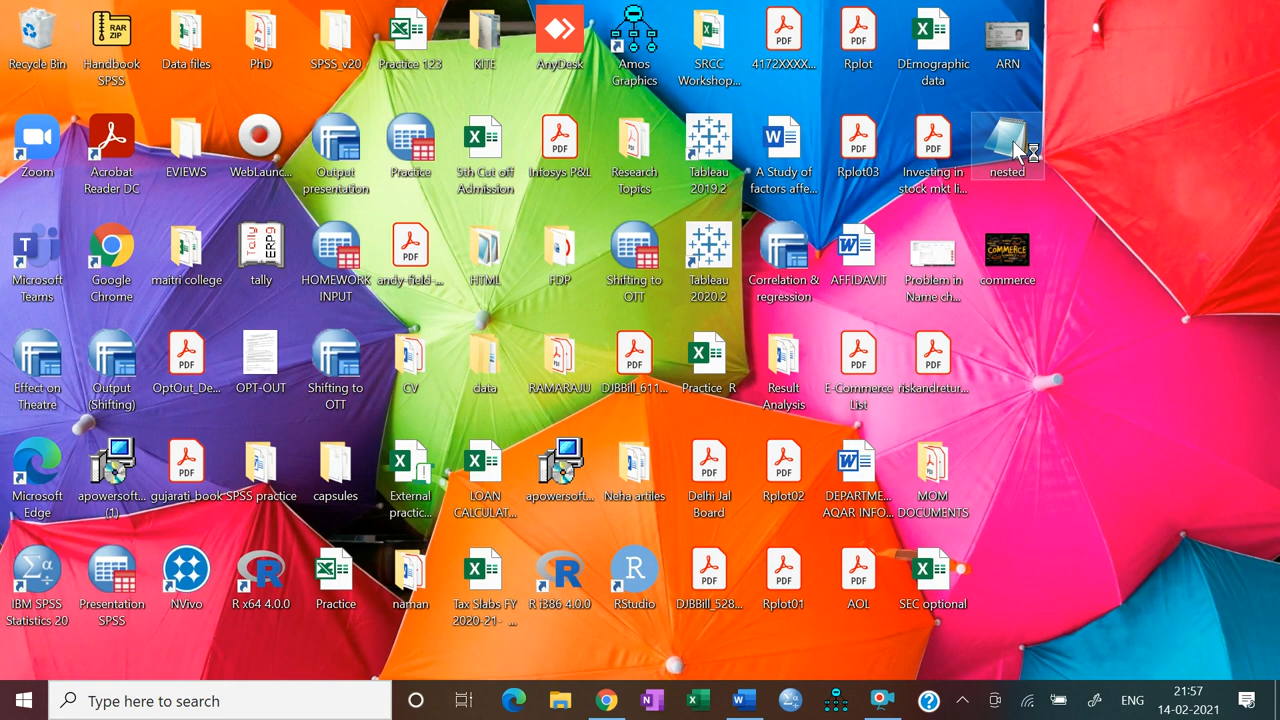 Recycle Bin
Handbook
SPSS
Data files
PhD
SPSS_v20
Practice 123
KITE
AnyDesk
Amos
Graphics
SRCC
Workshop...
4172XXXX...
Rplot
DEmographic
data
ARN
Zoom
Acrobat
Reader DC
EVIEWS
WebLaunc...
Output
presentation
Practice
5th Cut off
Admission
Infosys P&L
Research
Topics
Tableau
2019.2
A Study of
factors affe...
Rplot03
Investing in
stock mkt li...
nested
Microsoft
Teams
Google
Chrome
maitri college
tally
HOMEWORK
INPUT
andy-field-...
HTML
FDP
Shifting to
OTT
Tableau
2020.2
Correlation &
regression
AFFIDAVIT
Problem in
Name ch...
commerce
Effect on
Theatre
Output
(Shifting)
OptOut_De...
OPT-OUT
Shifting to
OTT
CV
data
RAMARAJU
DJBBill_611...
Practice_R
Result
Analysis
E-Commerce
List
riskandretur...
Microsoft
Edge
apowersoft...
(1)
gujarati_book
SPSS practice
capsules
External
practic...
LOAN
CALCULAT...
apowersoft...
Neha artiles
Delhi Jal
Board
Rplot02
DEPARTME...
AQAR INFO...
MOM
DOCUMENTS
IBM SPSS
Statistics 20
Presentation
SPSS
NVivo
R x64 4.0.0
Practice
naman
Tax Slabs FY
2020-21- ...
R i386 4.0.0
RStudio
DJBBill_528...
Rplot01
AOL
SEC optional
Type here to search
ENG
21:57
14-02-2021